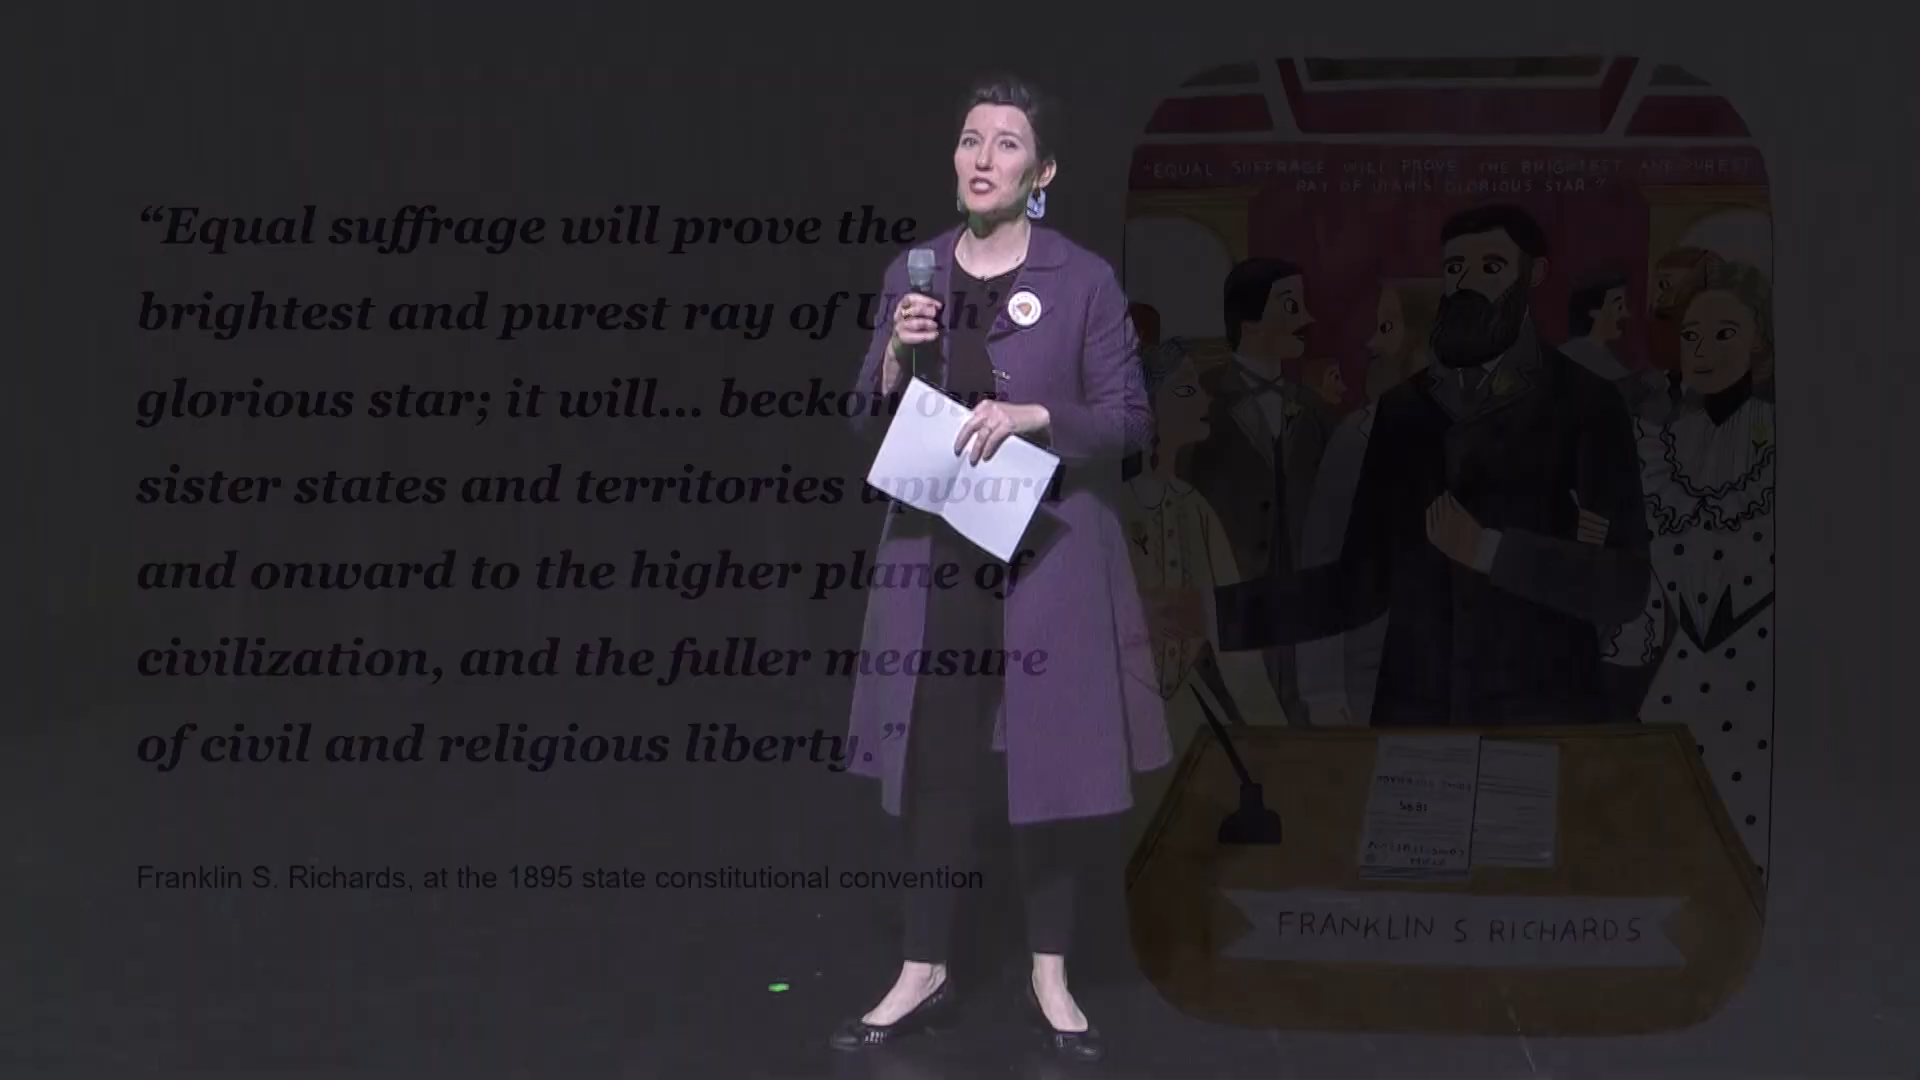 “Equal suffrage will prove the
brightest and purest ray of Utah’s
glorious star; it will... beckon our
sister states and territories upward
and onward to the higher plane of
civilization, and the fuller measure
of civil and religious liberty.”
Franklin S. Richards, at the 1895 state constitutional convention
"EQUAL SUFFRAGE WILL PROVE THE BRIGHTEST AND PUREST
RAY OF UTAH'S GLORIOUS STAR."
1895
FRANKLIN S. RICHARDS